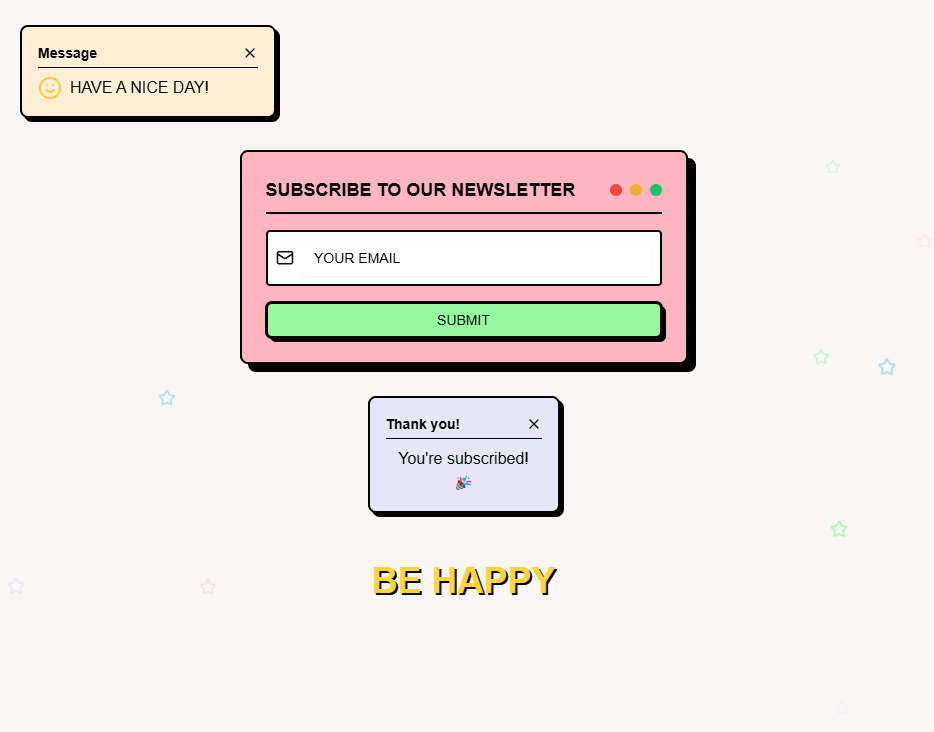 Message
HAVE A NICE DAY!
SUBSCRIBE TO OUR NEWSLETTER
YOUR EMAIL
SUBMIT
Thank you!
You're subscribed!
🎉
BE HAPPY